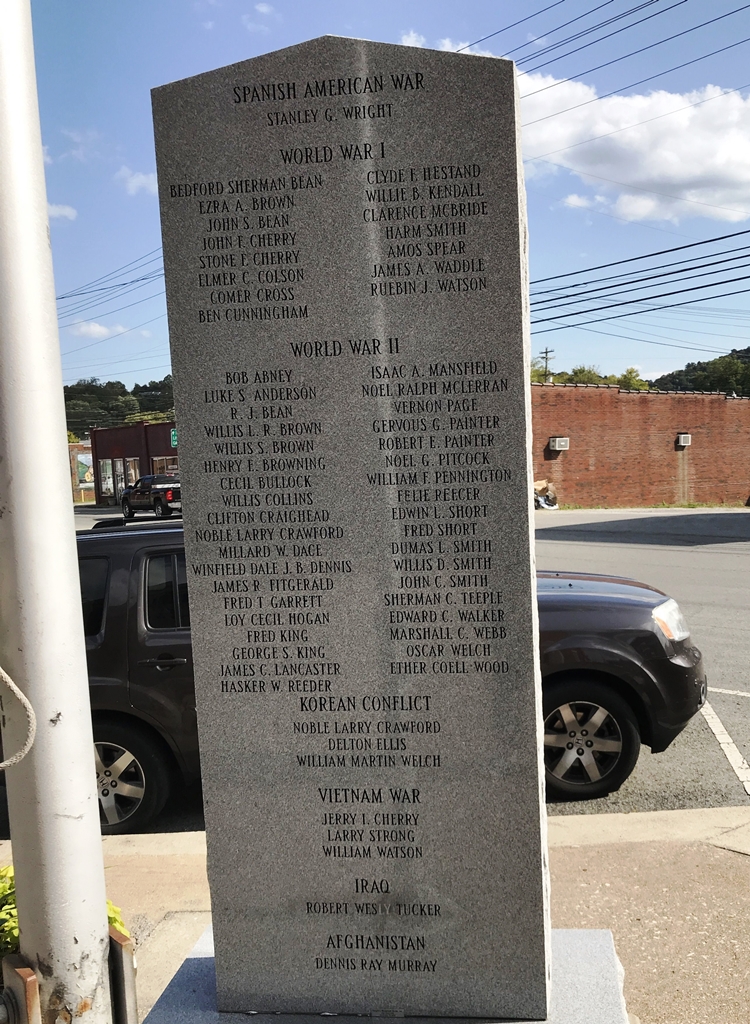 SPANISH AMERICAN WAR
STANLEY G. WRIGHT
WORLD WAR I
BEDFORD SHERMAN BEAN
EZRA A. BROWN
JOHN S. BEAN
JOHN F. CHERRY
STONE F. CHERRY
ELMER C. COLSON
GOMER CROSS
BEN CUNNINGHAM
CLYDE F. HESTAND
WILLIE B. KENDALL
CLARENCE MCBRIDE
HARM SMITH
AMOS SPEAR
JAMES A. WADDLE
RUEBIN J. WATSON
WORLD WAR II
BOB ABNEY
LUKE S. ANDERSON
R. J. BEAN
WILLIS L. R. BROWN
WILLIS S. BROWN
HENRY E. BROWNING
CECIL BULLOCK
WILLIS COLLINS
CLIFTON CRAIGHEAD
NOBLE LARRY CRAWFORD
MILLARD W. DACE
WINFIELD DALE J. B. DENNIS
JAMES R. FITGERALD
FRED T. GARRETT
LOY CECIL HOGAN
FRED KING
GEORGE S. KING
JAMES C. LANCASTER
HASKER W. REEDER
ISAAC A. MANSFIELD
NOEL RALPH MCLERRAN
VERNON PAGE
GERVOUS G. PAINTER
ROBERT E. PAINTER
NOEL G. PITCOCK
WILLIAM F. PENNINGTON
FELIE REECER
EDWIN L. SHORT
FRED SHORT
DUMAS L. SMITH
WILLIS D. SMITH
JOHN C. SMITH
SHERMAN C. TEEPLE
EDWARD C. WALKER
MARSHALL C. WEBB
OSCAR WELCH
ETHER COELL WOOD
KOREAN CONFLICT
NOBLE LARRY CRAWFORD
DELTON ELLIS
WILLIAM MARTIN WELCH
VIETNAM WAR
JERRY I. CHERRY
LARRY STRONG
WILLIAM WATSON
IRAQ
ROBERT WESLY TUCKER
AFGHANISTAN
DENNIS RAY MURRAY